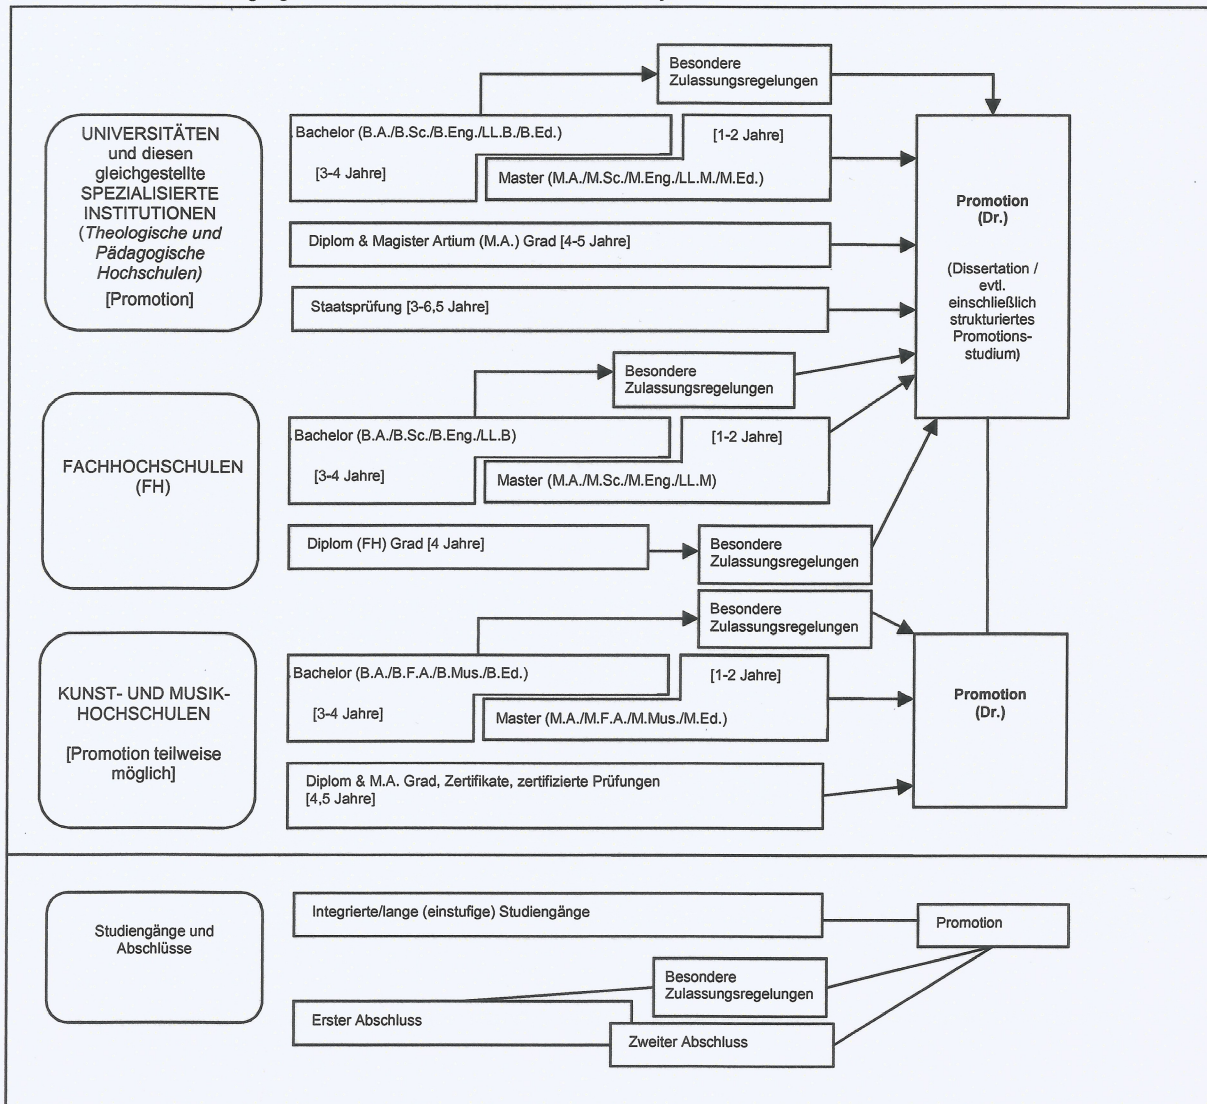 Besondere
Zulassungsregelungen
UNIVERSITÄTEN
und diesen
gleichgestellte
SPEZIALISIERTE
INSTITUTIONEN
(Theologische und
Pädagogische
Hochschulen)
[Promotion]
Bachelor (B.A./B.Sc./B.Eng./LL.B./B.Ed.)
[3-4 Jahre]
[1-2 Jahre]
Master (M.A./M.Sc./M.Eng./LL.M./M.Ed.)
Diplom & Magister Artium (M.A.) Grad [4-5 Jahre]
Staatsprüfung [3-6,5 Jahre]
Promotion
(Dr.)
(Dissertation /
evtl.
einschließlich
strukturiertes
Promotions-
studium)
FACHHOCHSCHULEN
(FH)
Besondere
Zulassungsregelungen
Bachelor (B.A./B.Sc./B.Eng./LL.B)
[3-4 Jahre]
[1-2 Jahre]
Master (M.A./M.Sc./M.Eng./LL.M)
Diplom (FH) Grad [4 Jahre]
Besondere
Zulassungsregelungen
KUNST- UND MUSIK-
HOCHSCHULEN
[Promotion teilweise
möglich]
Besondere
Zulassungsregelungen
Bachelor (B.A./B.F.A./B.Mus./B.Ed.)
[3-4 Jahre]
[1-2 Jahre]
Master (M.A./M.F.A./M.Mus./M.Ed.)
Diplom & M.A. Grad, Zertifikate, zertifizierte Prüfungen
[4,5 Jahre]
Promotion
(Dr.)
Studiengänge und
Abschlüsse
Integrierte/lange (einstufige) Studiengänge
Promotion
Besondere
Zulassungsregelungen
Erster Abschluss
Zweiter Abschluss